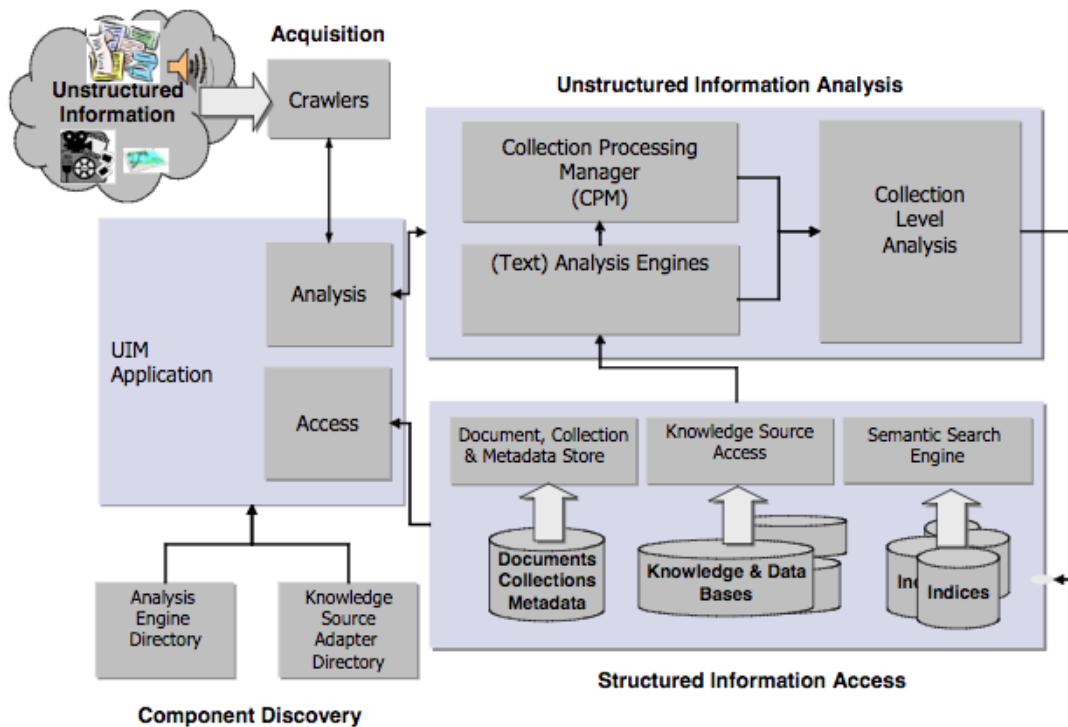 Acquisition
Unstructured
Information
Crawlers
Unstructured Information Analysis
Collection Processing
Manager
(CPM)
(Text) Analysis Engines
Collection
Level
Analysis
UIM
Application
Analysis
Access
Document, Collection
& Metadata Store
Knowledge Source
Access
Semantic Search
Engine
Documents
Collections
Metadata
Knowledge & Data
Bases
Indices
Analysis
Engine
Directory
Knowledge
Source
Adapter
Directory
Structured Information Access
Component Discovery